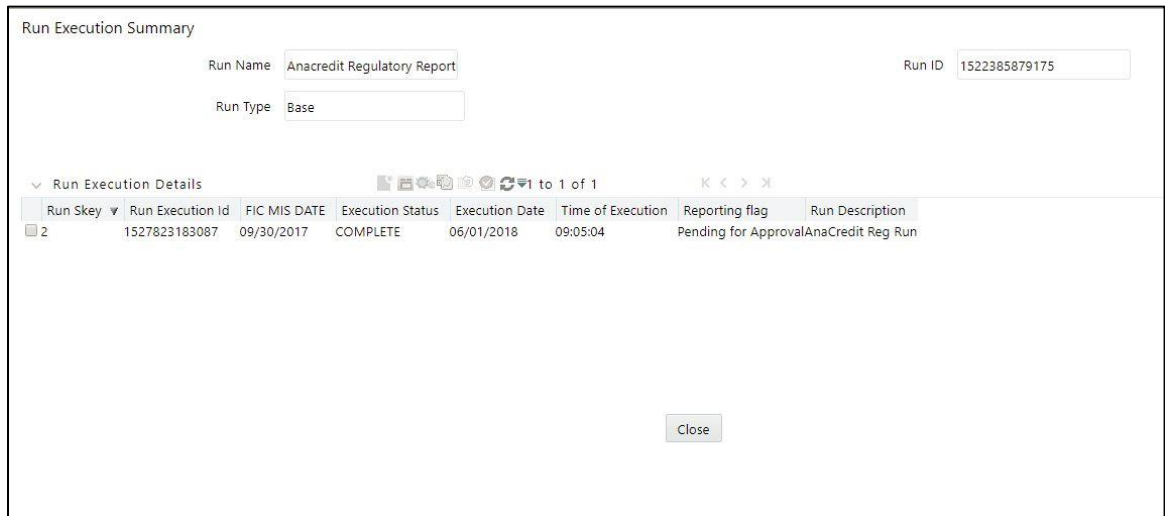 Run Execution Summary
Run Name Anacredit Regulatory Report Run ID 1522385879175
Run Type Base
Run Execution Details 1 to 1 of 1
Run Skey Run Execution Id FIC MIS DATE Execution Status Execution Date Time of Execution Reporting flag Run Description
2 1527823183087 09/30/2017 COMPLETE 06/01/2018 09:05:04 Pending for Approval AnaCredit Reg Run
Close